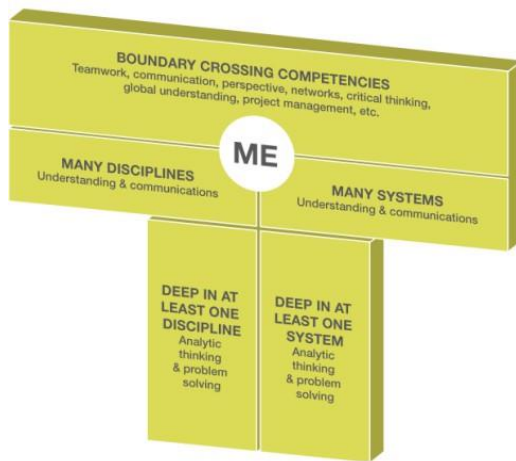 BOUNDARY CROSSING COMPETENCIES
Teamwork, communication, perspective, networks, critical thinking,
global understanding, project management, etc.
ME
MANY DISCIPLINES
Understanding & communications
MANY SYSTEMS
Understanding & communications
DEEP IN AT
LEAST ONE
DISCIPLINE
Analytic
thinking
& problem
solving
DEEP IN AT
LEAST ONE
SYSTEM
Analytic
thinking
& problem
solving